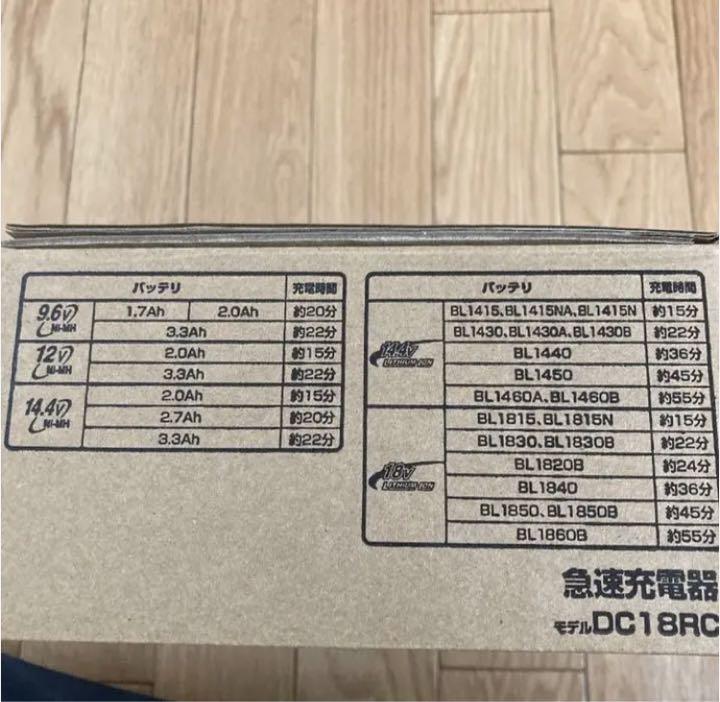 バッテリ 充電時間
9.6V Ni-MH 1.7Ah 2.0Ah 約20分
3.3Ah 約22分
12V Ni-MH 2.0Ah 約15分
3.3Ah 約22分
14.4V Ni-MH 2.0Ah 約15分
2.7Ah 約20分
3.3Ah 約22分
バッテリ 充電時間
14.4V LITHIUM-ION BL1415、BL1415NA、BL1415N 約15分
BL1430、BL1430A、BL1430B 約22分
BL1440 約36分
BL1450 約45分
BL1460A、BL1460B 約55分
18V LITHIUM-ION BL1815、BL1815N 約15分
BL1830、BL1830B 約22分
BL1820B 約24分
BL1840 約36分
BL1850、BL1850B 約45分
BL1860B 約55分
急速充電器
モデルDC18RC